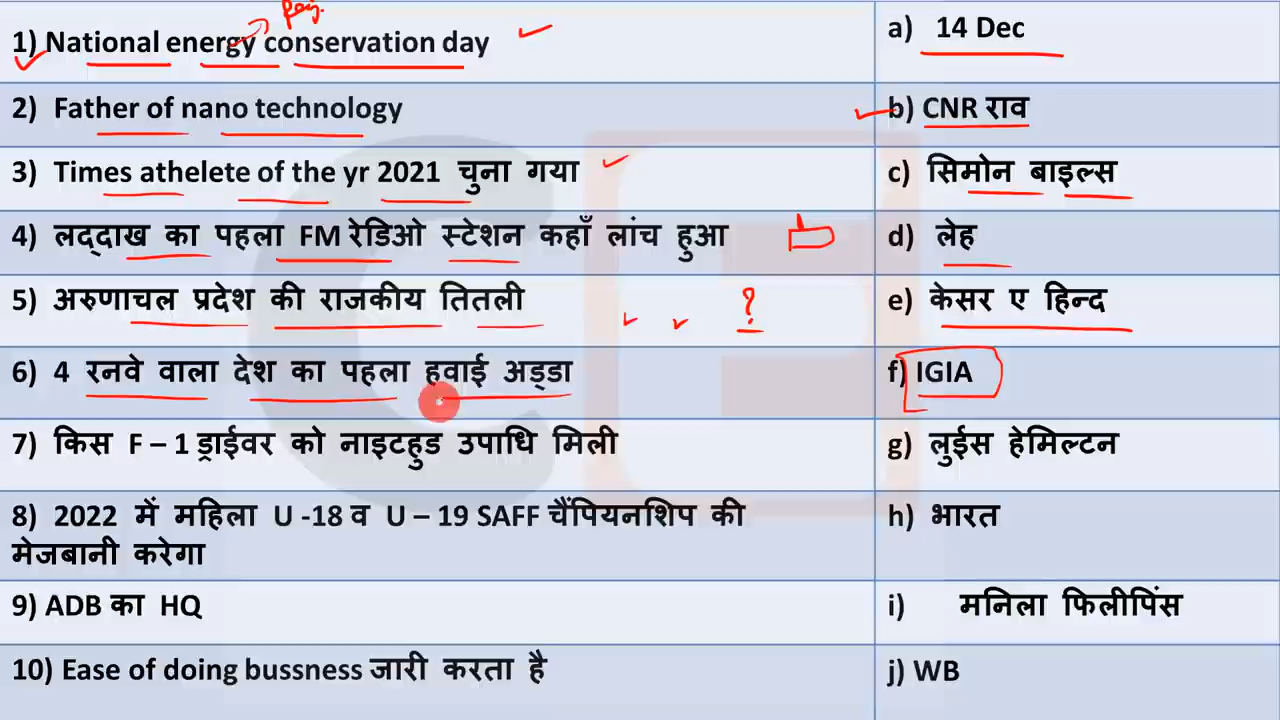 1) National energy conservation day
a) 14 Dec
2) Father of nano technology
b) CNR राव
3) Times athelete of the yr 2021 चुना गया
c) सिमोन बाइल्स
4) लद्दाख का पहला FM रेडिओ स्टेशन कहाँ लांच हुआ
d) लेह
5) अरुणाचल प्रदेश की राजकीय तितली
?
e) केसर ए हिन्द
6) 4 रनवे वाला देश का पहला हवाई अड्डा
f) IGIA
7) किस F – 1 ड्राईवर को नाइटहुड उपाधि मिली
g) लुईस हेमिल्टन
8) 2022 में महिला U -18 व U – 19 SAFF चैंपियनशिप की
मेजबानी करेगा
h) भारत
9) ADB का HQ
i) मनिला फिलीपिंस
10) Ease of doing bussness जारी करता है
j) WB